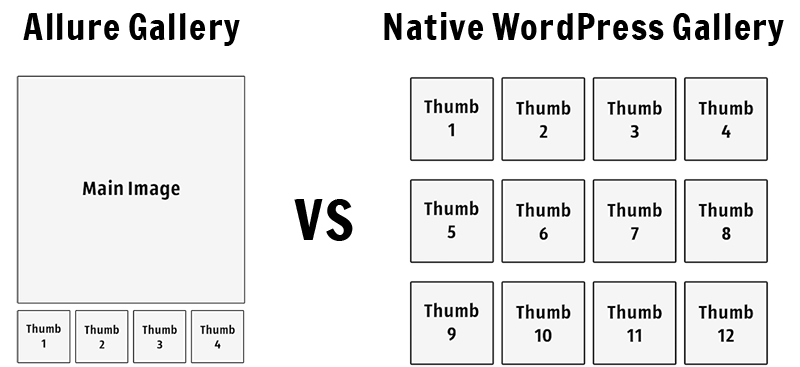 Allure Gallery
Main Image
Thumb
1
Thumb
2
Thumb
3
Thumb
4
VS
Native WordPress Gallery
Thumb
1
Thumb
2
Thumb
3
Thumb
4
Thumb
5
Thumb
6
Thumb
7
Thumb
8
Thumb
9
Thumb
10
Thumb
11
Thumb
12